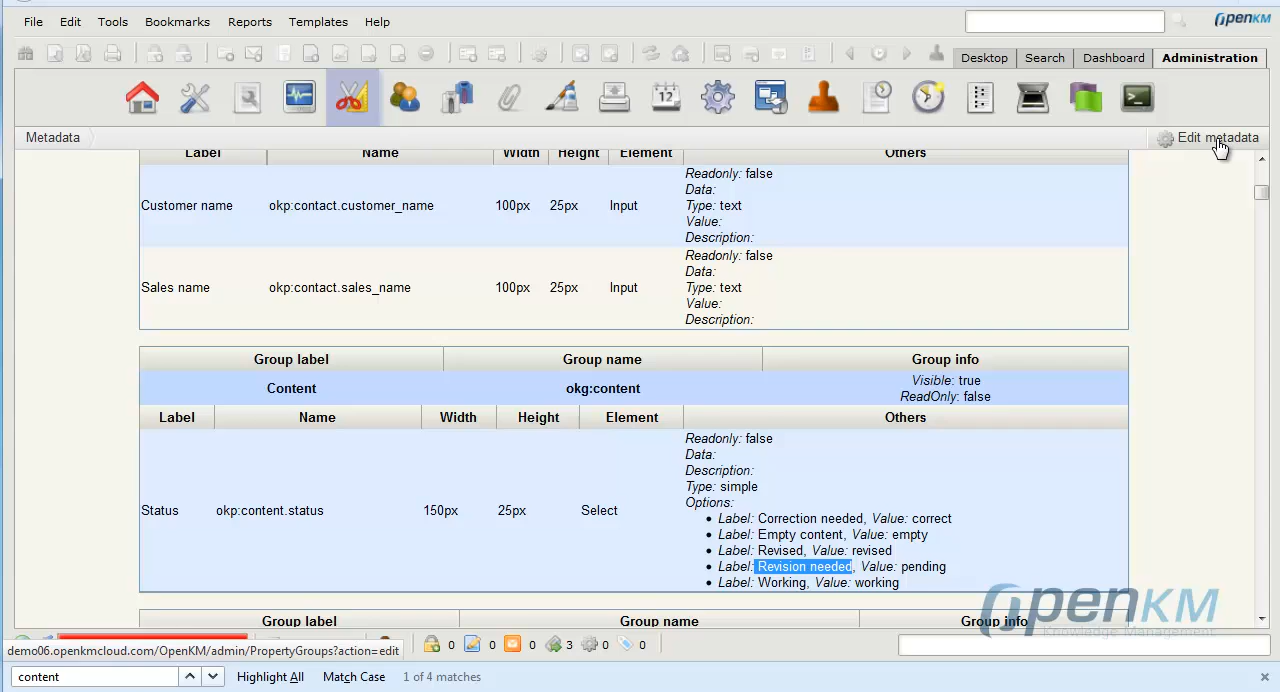 File Edit Tools Bookmarks Reports Templates Help
OPENKM
Desktop Search Dashboard Administration
12
Metadata Edit metadata
Label Name Width Height Element Others
Readonly: false
Data:
Customer name okp:contact.customer_name 100px 25px Input Type: text
Value:
Description:
Readonly: false
Data:
Sales name okp:contact.sales_name 100px 25px Input Type: text
Value:
Description:
Group label Group name Group info
Content okg:content Visible: true
ReadOnly: false
Label Name Width Height Element Others
Readonly: false
Data:
Description:
Type: simple
Options:
Status okp:content.status 150px 25px Select
• Label: Correction needed, Value: correct
• Label: Empty content, Value: empty
• Label: Revised, Value: revised
• Label: Revision needed, Value: pending
• Label: Working, Value: working
OPENKM
Knowledge Management
Group label Group name Group info
0 0 0 3 0 0
demo06.openkmcloud.com/OpenKM/admin/PropertyGroups?action=edit
content Highlight All Match Case 1 of 4 matches